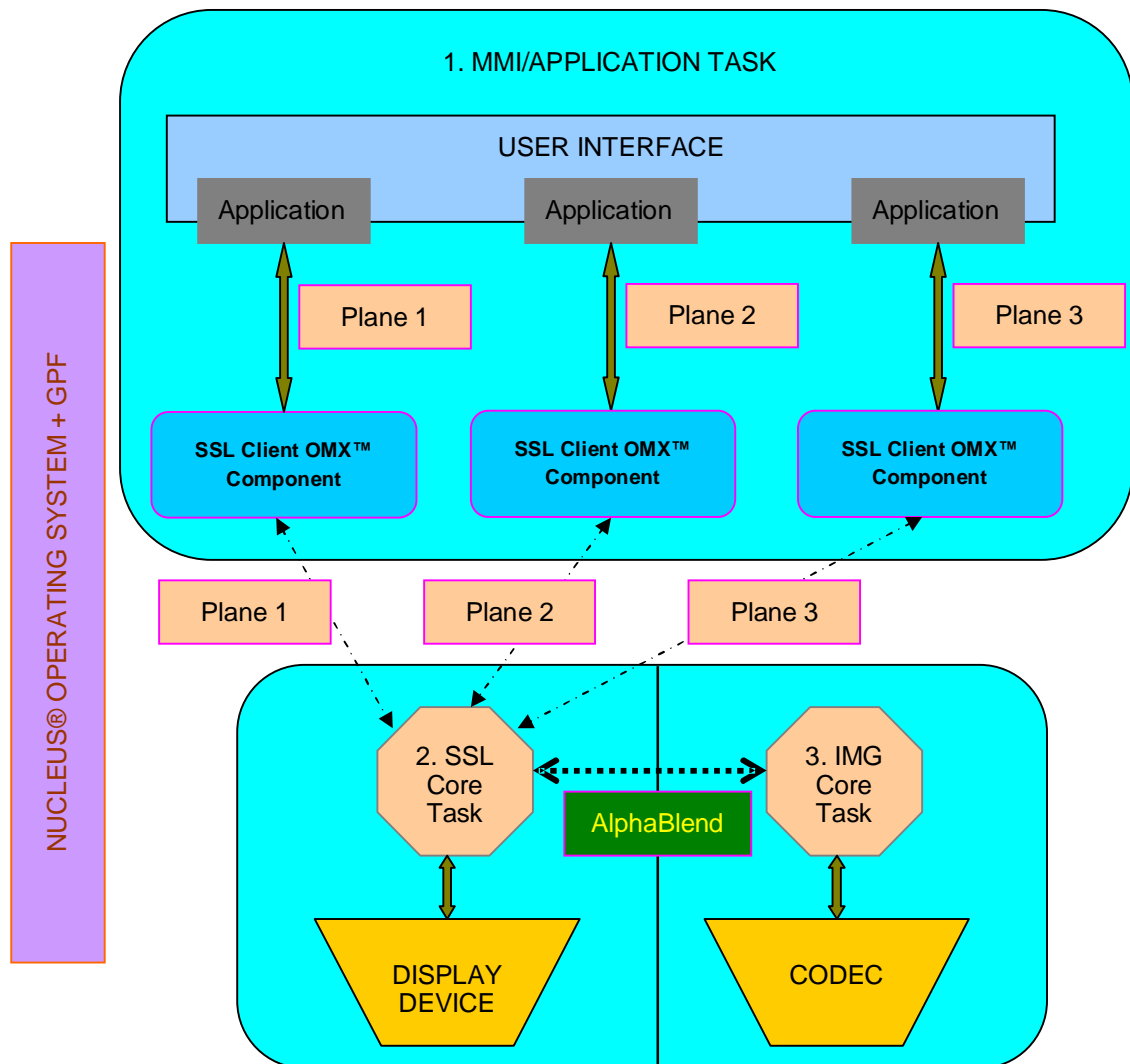 1. MMI/APPLICATION TASK
USER INTERFACE
Application
Application
Application
Plane 1
Plane 2
Plane 3
SSL Client OMX™
Component
SSL Client OMX™
Component
SSL Client OMX™
Component
NUCLEUS® OPERATING SYSTEM + GPF
Plane 1
Plane 2
Plane 3
2. SSL
Core
Task
3. IMG
Core
Task
AlphaBlend
DISPLAY
DEVICE
CODEC